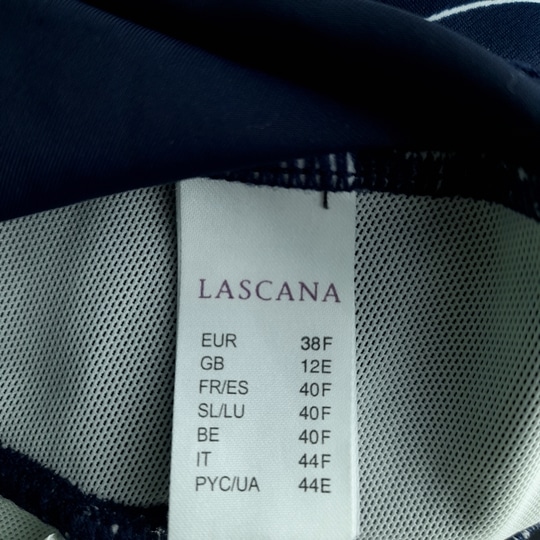 LASCANA
EUR 38F
GB 12E
FR/ES 40F
SL/LU 40F
BE 40F
IT 44F
PYC/UA 44E